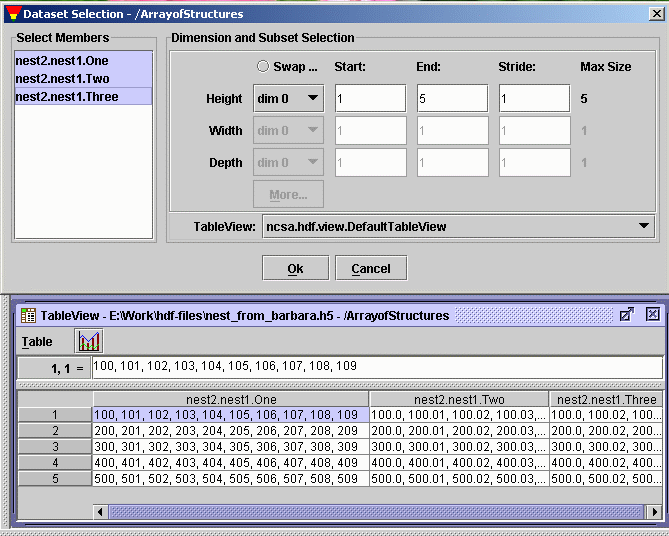 Dataset Selection - /ArrayofStructures
Select Members
nest2.nest1.One
nest2.nest1.Two
nest2.nest1.Three
Dimension and Subset Selection
Swap ... Start: End: Stride: Max Size
Height dim 0 1 5 1 5
Width dim 0 1 1 1 1
Depth dim 0 1 1 1 1
More...
TableView: ncsa.hdf.view.DefaultTableView
Ok Cancel
TableView - E:\Work\hdf-files\nest_from_barbara.h5 - /ArrayofStructures
Table
1, 1 = 100, 101, 102, 103, 104, 105, 106, 107, 108, 109
nest2.nest1.One nest2.nest1.Two nest2.nest1.Three
1 100, 101, 102, 103, 104, 105, 106, 107, 108, 109 100.0, 100.01, 100.02, 100.03,... 100.0, 100.02, 100...
2 200, 201, 202, 203, 204, 205, 206, 207, 208, 209 200.0, 200.01, 200.02, 200.03,... 200.0, 200.02, 200...
3 300, 301, 302, 303, 304, 305, 306, 307, 308, 309 300.0, 300.01, 300.02, 300.03,... 300.0, 300.02, 300...
4 400, 401, 402, 403, 404, 405, 406, 407, 408, 409 400.0, 400.01, 400.02, 400.03,... 400.0, 400.02, 400...
5 500, 501, 502, 503, 504, 505, 506, 507, 508, 509 500.0, 500.01, 500.02, 500.03,... 500.0, 500.02, 500...